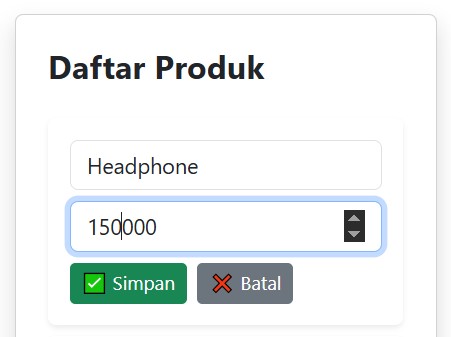 Daftar Produk
Headphone
150000
✅ Simpan
❌ Batal